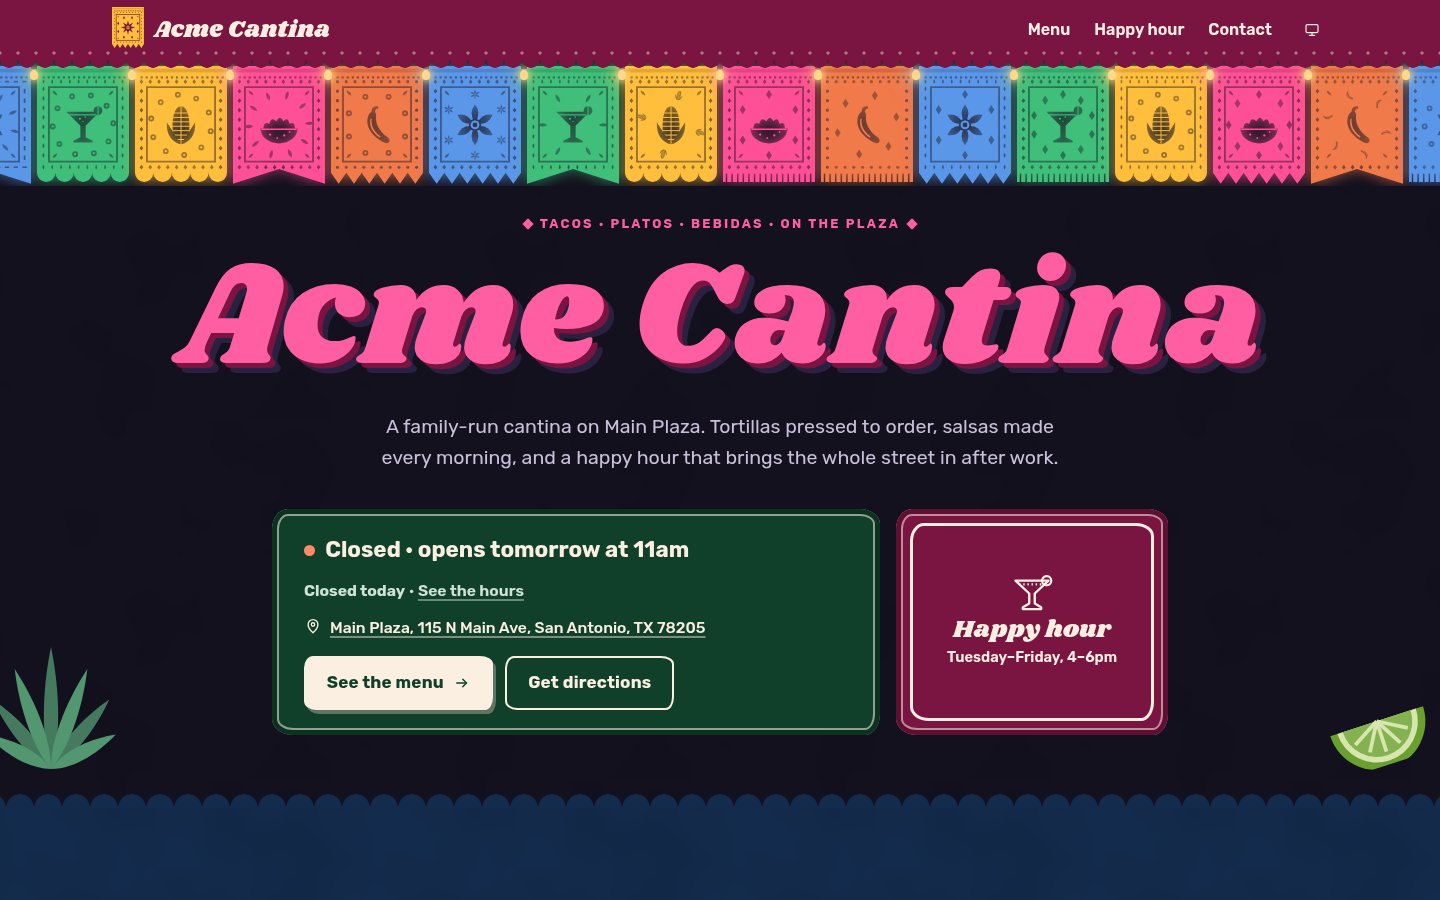 Acme Cantina
Menu Happy hour Contact
◆ TACOS • PLATOS • BEBIDAS • ON THE PLAZA ◆
Acme Cantina
A family-run cantina on Main Plaza. Tortillas pressed to order, salsas made
every morning, and a happy hour that brings the whole street in after work.
Closed • opens tomorrow at 11am
Closed today • See the hours
Main Plaza, 115 N Main Ave, San Antonio, TX 78205
See the menu →
Get directions
Happy hour
Tuesday–Friday, 4–6pm